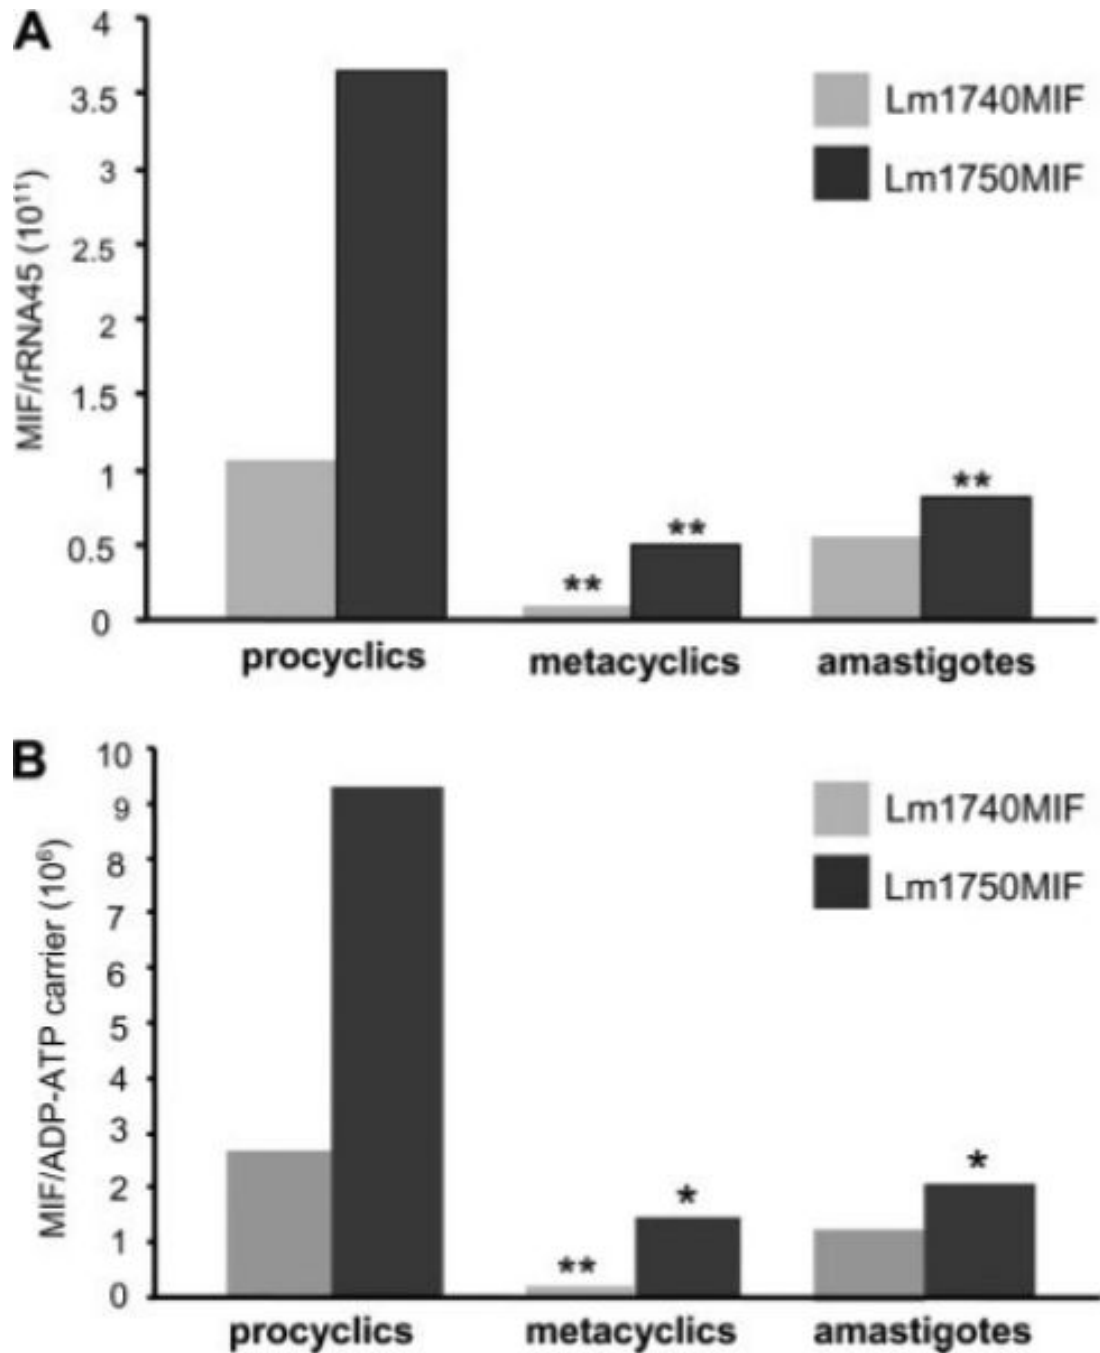 A
MIF/rRNA45 (10¹¹)
4
3.5
3
2.5
2
1.5
1
0.5
0
Lm1740MIF
Lm1750MIF
**
**
**
procyclics metacyclics amastigotes
B
MIF/ADP-ATP carrier (10⁶)
10
9
8
7
6
5
4
3
2
1
0
Lm1740MIF
Lm1750MIF
**
*
*
procyclics metacyclics amastigotes